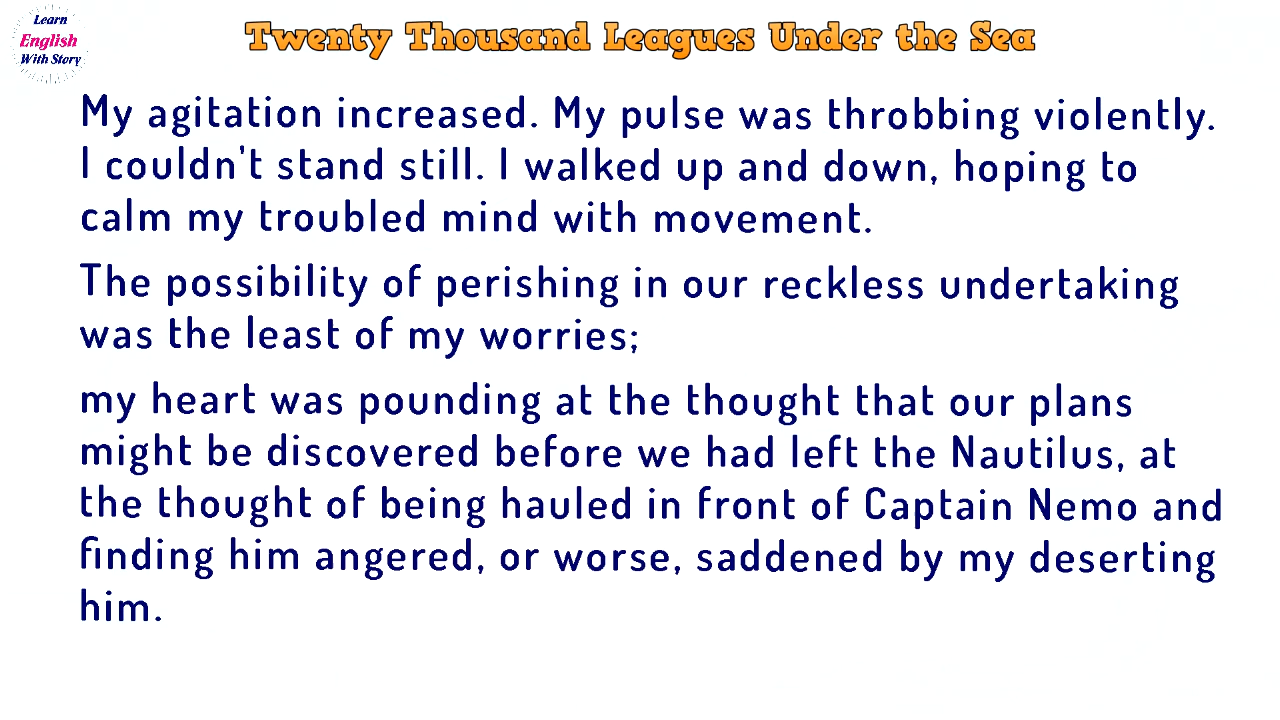 Learn
English
With Story
Twenty Thousand Leagues Under the Sea
My agitation increased. My pulse was throbbing violently.
I couldn't stand still. I walked up and down, hoping to
calm my troubled mind with movement.
The possibility of perishing in our reckless undertaking
was the least of my worries;
my heart was pounding at the thought that our plans
might be discovered before we had left the Nautilus, at
the thought of being hauled in front of Captain Nemo and
finding him angered, or worse, saddened by my deserting
him.